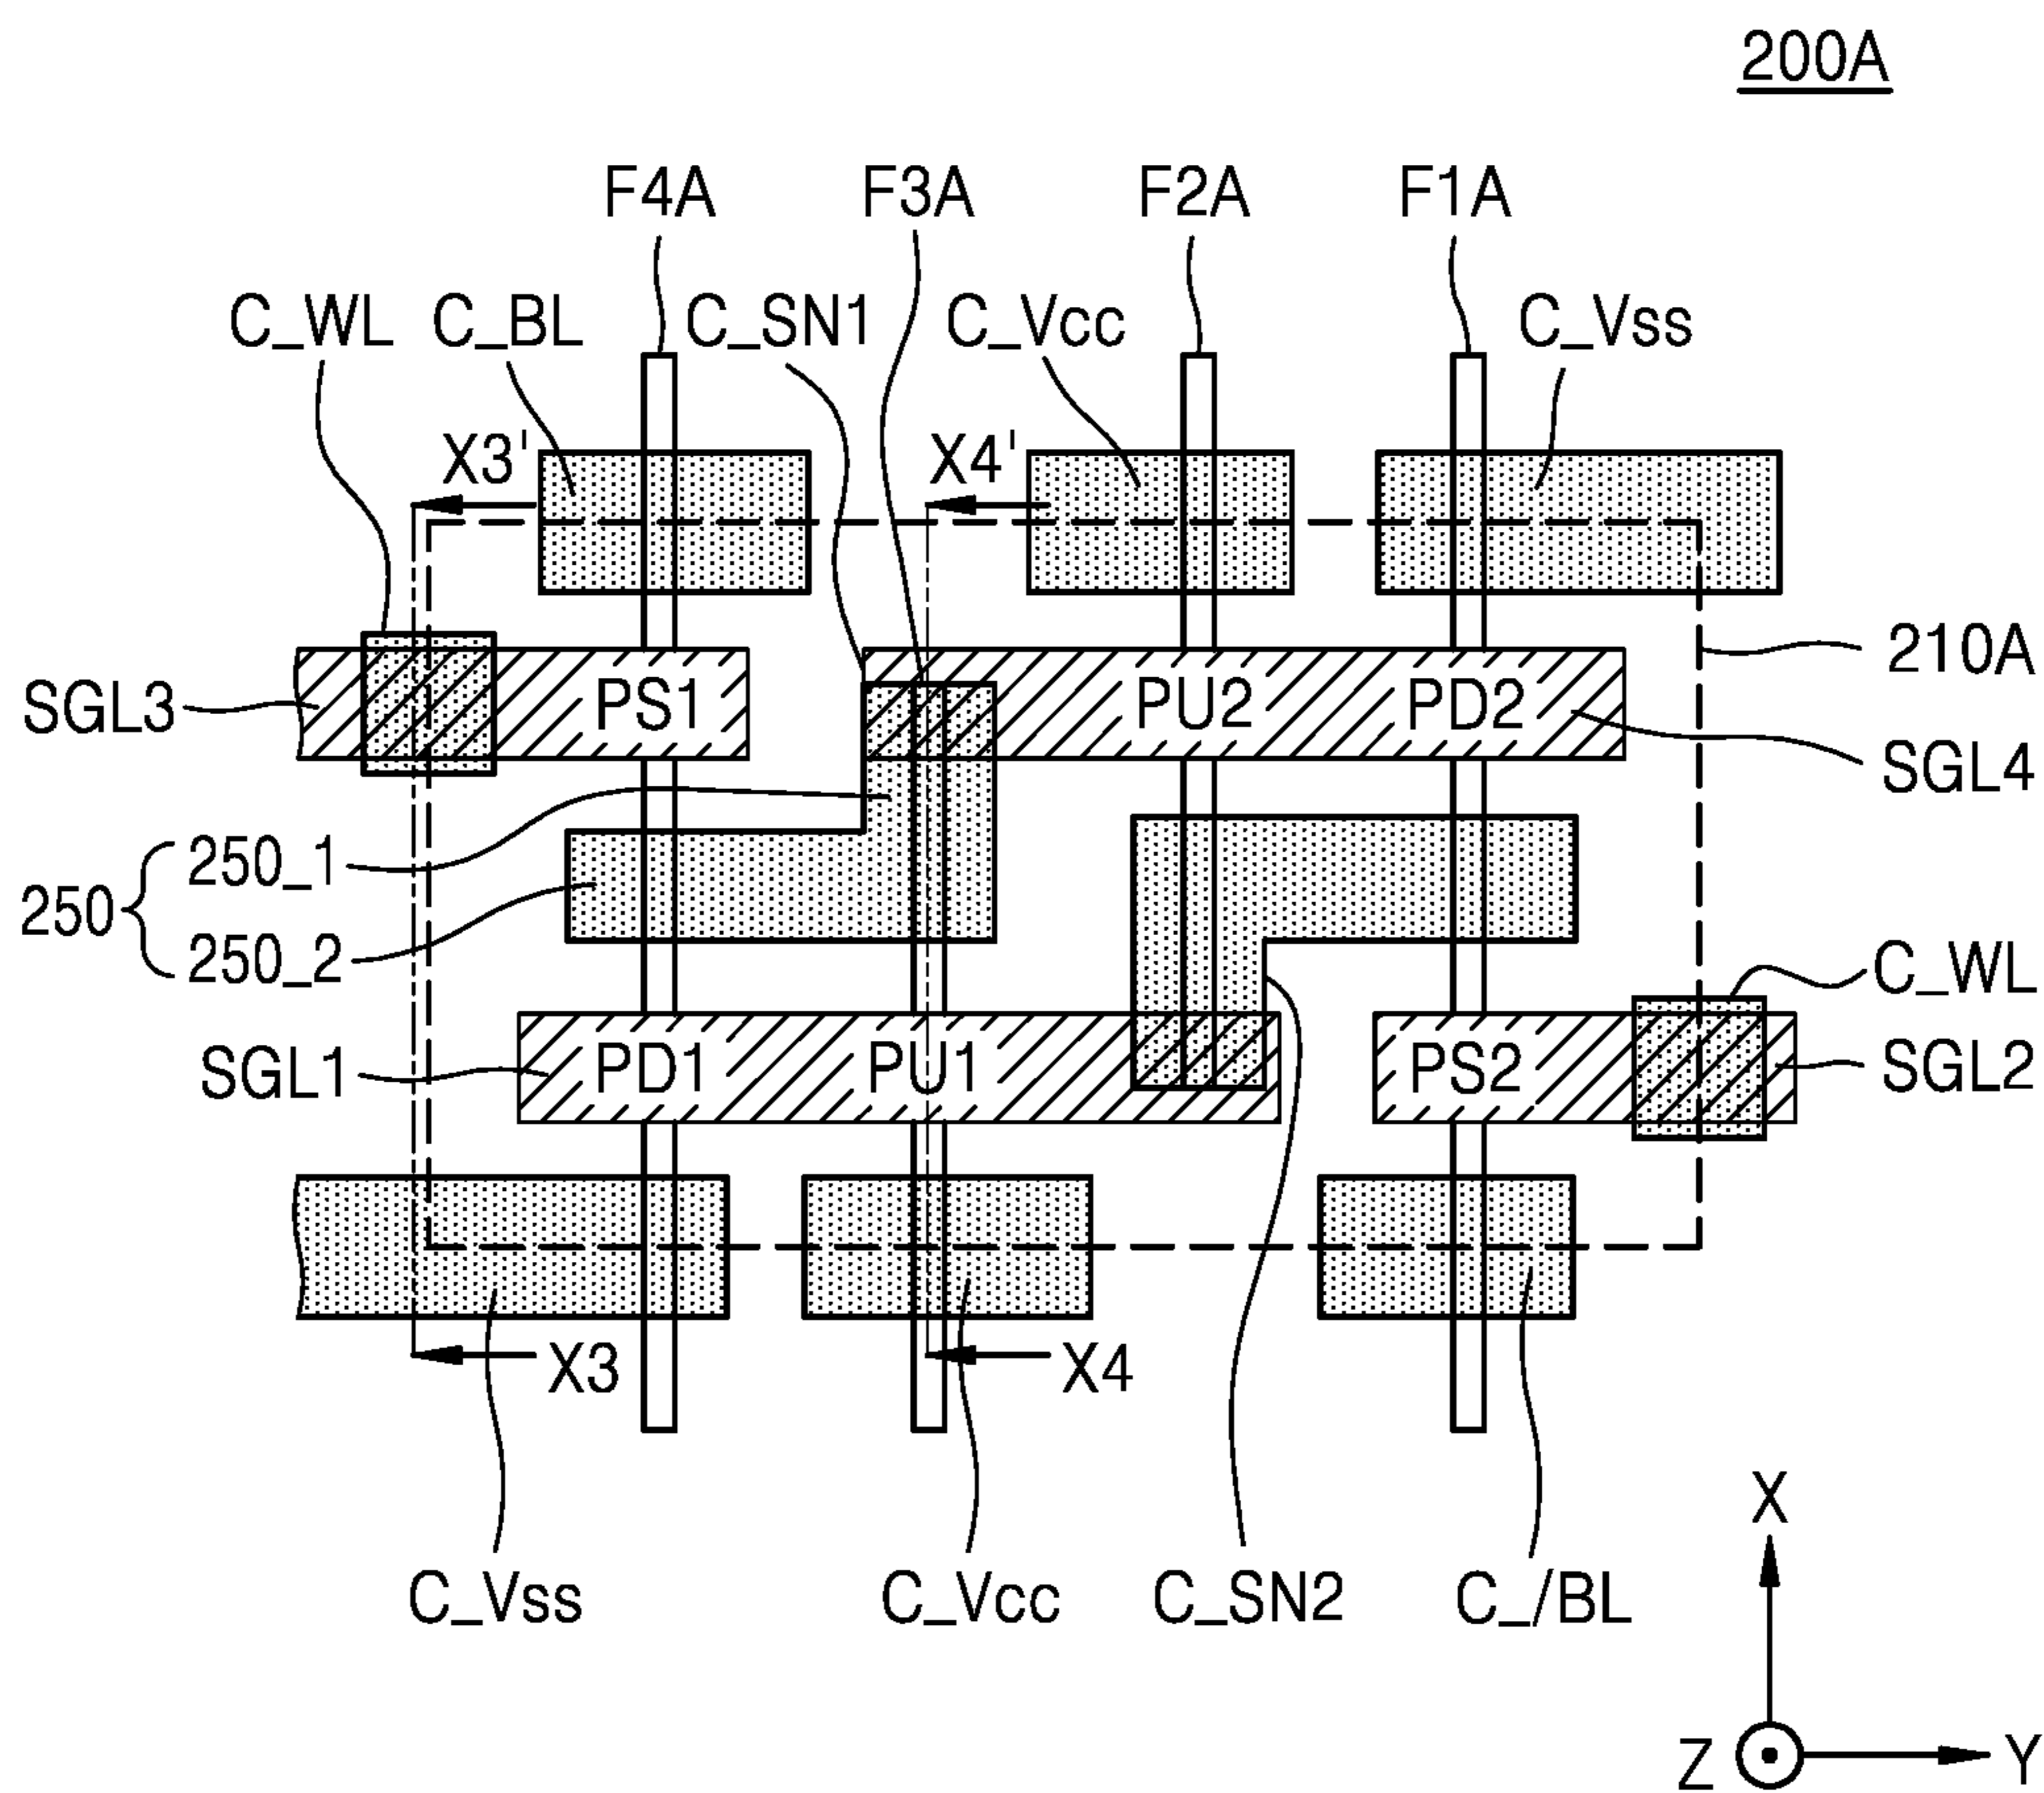 200A
F4A F3A F2A F1A
C_WL C_BL C_SN1 C_Vcc C_Vss
X3' X4'
210A
SGL3 PS1 PU2 PD2
SGL4
250_1
250
250_2
C_WL
SGL1 PD1 PU1 PS2 SGL2
X3 X4
X
C_Vss C_Vcc C_SN2 C_/BL
Z Y